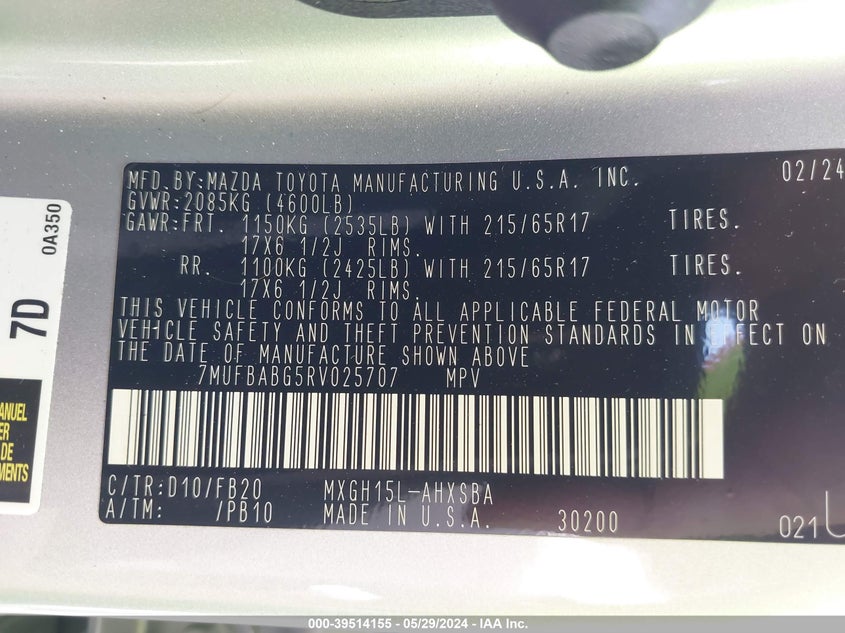 MFD.BY:MAZDA TOYOTA MANUFACTURING U.S.A. INC. 02/24
GVWR:2085KG (4600LB)
GAWR:FRT. 1150KG (2535LB) WITH 215/65R17 TIRES.
17X6 1/2J RIMS.
RR. 1100KG (2425LB) WITH 215/65R17 TIRES.
17X6 1/2J RIMS.
THIS VEHICLE CONFORMS TO ALL APPLICABLE FEDERAL MOTOR
VEHICLE SAFETY AND THEFT PREVENTION STANDARDS IN EFFECT ON
THE DATE OF MANUFACTURE SHOWN ABOVE
7MUFBABG5RV025707 MPV
C/TR:D10/FB20 MXGH15L-AHXSBA
A/TM: /PB10 MADE IN U.S.A. 30200 021
0A350
7D
ANUEL
ER
DE
MENTS
000-39514155 - 05/29/2024 - IAA Inc.